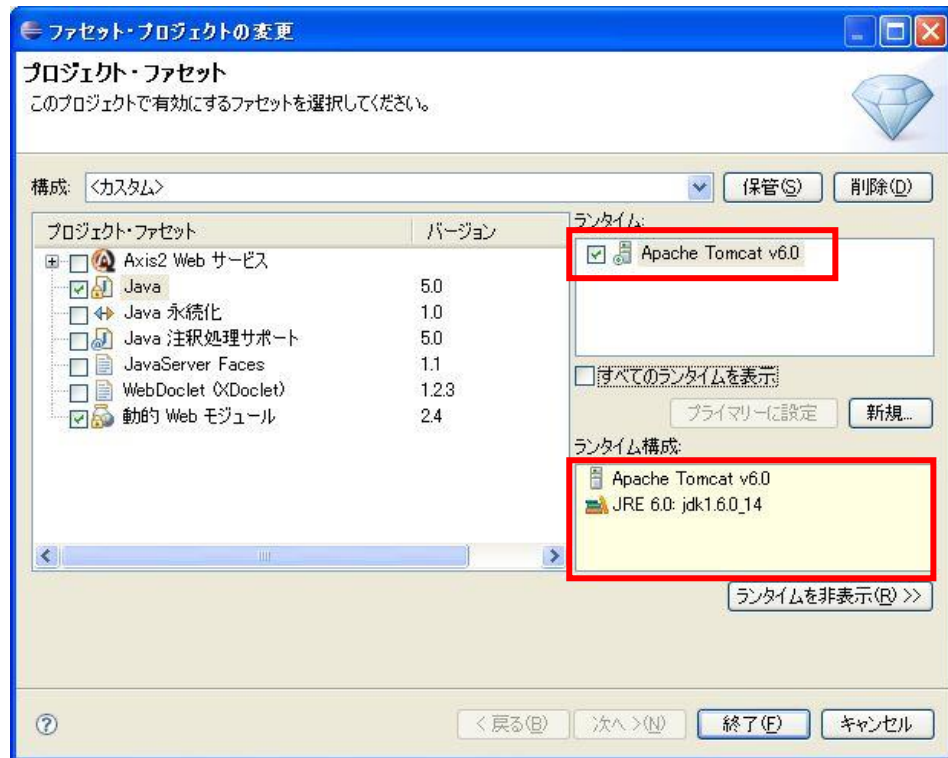 ファセット・プロジェクトの変更
プロジェクト・ファセット
このプロジェクトで有効にするファセットを選択してください。
構成: <カスタム> 保管(S) 削除(D)
プロジェクト・ファセット バージョン
Axis2 Web サービス
Java 5.0
Java 永続化 1.0
Java 注釈処理サポート 5.0
JavaServer Faces 1.1
WebDoclet (XDoclet) 1.2.3
動的 Web モジュール 2.4
ランタイム:
Apache Tomcat v6.0
すべてのランタイムを表示
プライマリーに設定 新規...
ランタイム構成:
Apache Tomcat v6.0
JRE 6.0: jdk1.6.0_14
ランタイムを非表示(R) >>
< 戻る(B) 次へ >(N) 終了(F) キャンセル